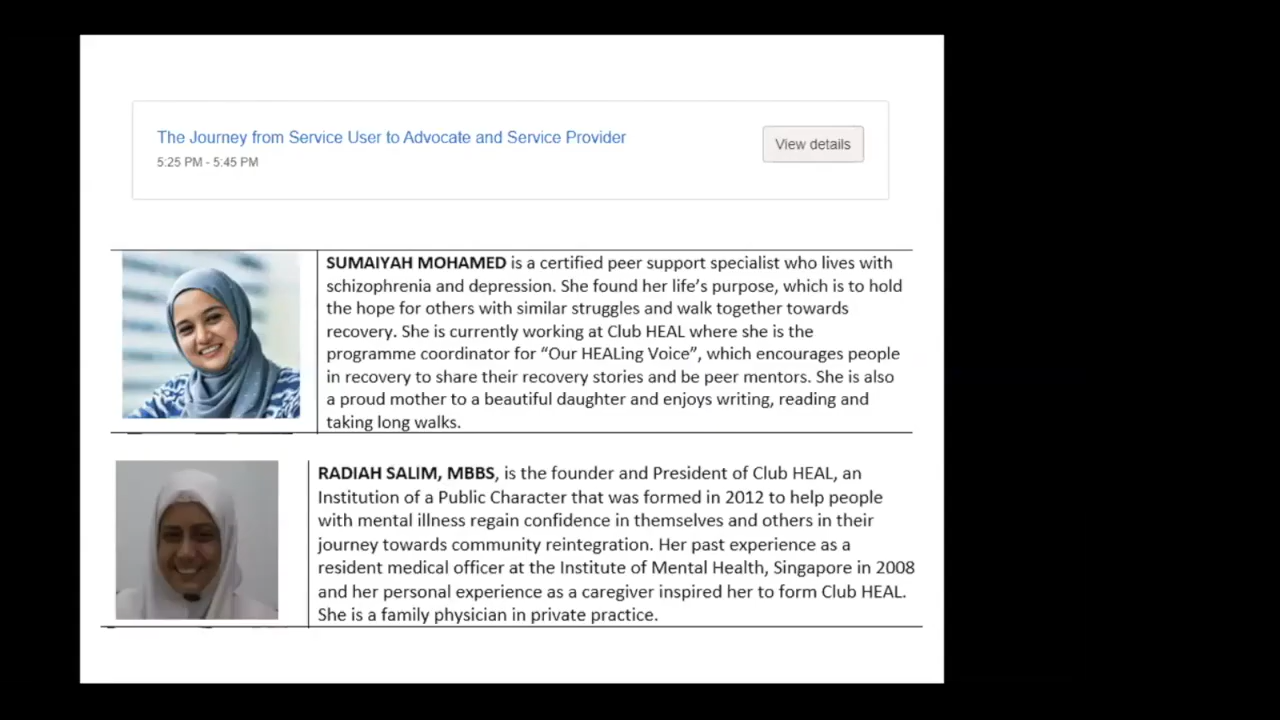 The Journey from Service User to Advocate and Service Provider
View details
5:25 PM - 5:45 PM
SUMAIYAH MOHAMED is a certified peer support specialist who lives with
schizophrenia and depression. She found her life’s purpose, which is to hold
the hope for others with similar struggles and walk together towards
recovery. She is currently working at Club HEAL where she is the
programme coordinator for “Our HEALing Voice”, which encourages people
in recovery to share their recovery stories and be peer mentors. She is also
a proud mother to a beautiful daughter and enjoys writing, reading and
taking long walks.
RADIAH SALIM, MBBS, is the founder and President of Club HEAL, an
Institution of a Public Character that was formed in 2012 to help people
with mental illness regain confidence in themselves and others in their
journey towards community reintegration. Her past experience as a
resident medical officer at the Institute of Mental Health, Singapore in 2008
and her personal experience as a caregiver inspired her to form Club HEAL.
She is a family physician in private practice.